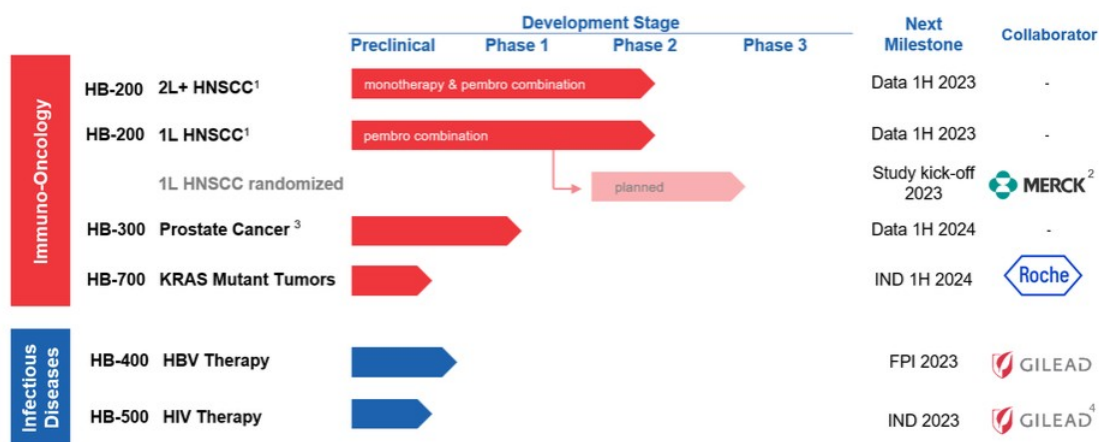 Development Stage
Preclinical Phase 1 Phase 2 Phase 3
Next
Milestone
Collaborator
Immuno-Oncology
HB-200 2L+ HNSCC¹ monotherapy & pembro combination Data 1H 2023 -
HB-200 1L HNSCC¹ pembro combination Data 1H 2023 -
1L HNSCC randomized planned Study kick-off
2023
MERCK²
HB-300 Prostate Cancer ³ Data 1H 2024 -
HB-700 KRAS Mutant Tumors IND 1H 2024 Roche
Infectious
Diseases
HB-400 HBV Therapy FPI 2023 GILEAD
HB-500 HIV Therapy IND 2023 GILEAD⁴